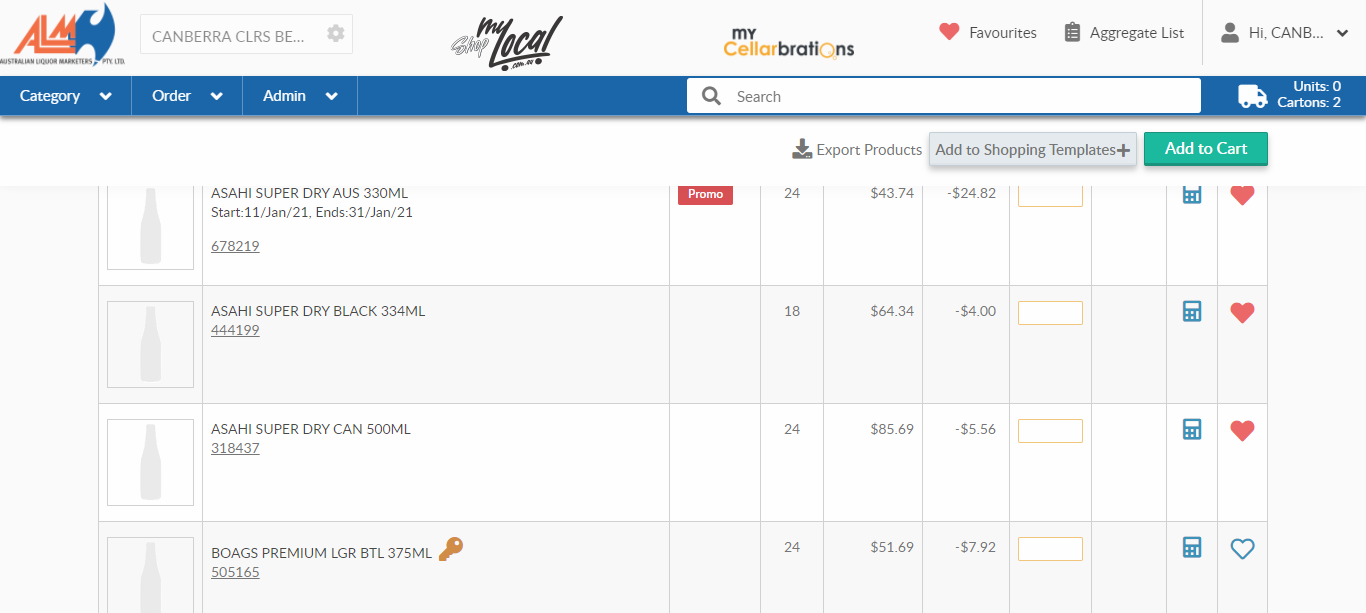 ALM
AUSTRALIAN LIQUOR MARKETERS PTY. LTD.
CANBERRA CLRS BE...
my
Shop Local
.com.au
my
Cellarbrations
Favourites
Aggregate List
Hi, CANB...
Category
Order
Admin
Search
Units: 0
Cartons: 2
Export Products
Add to Shopping Templates
Add to Cart
ASAHI SUPER DRY AUS 330ML Promo 24 $43.74 -$24.82
Start:11/Jan/21, Ends:31/Jan/21
678219
ASAHI SUPER DRY BLACK 334ML 18 $64.34 -$4.00
444199
ASAHI SUPER DRY CAN 500ML 24 $85.69 -$5.56
318437
BOAGS PREMIUM LGR BTL 375ML 24 $51.69 -$7.92
505165